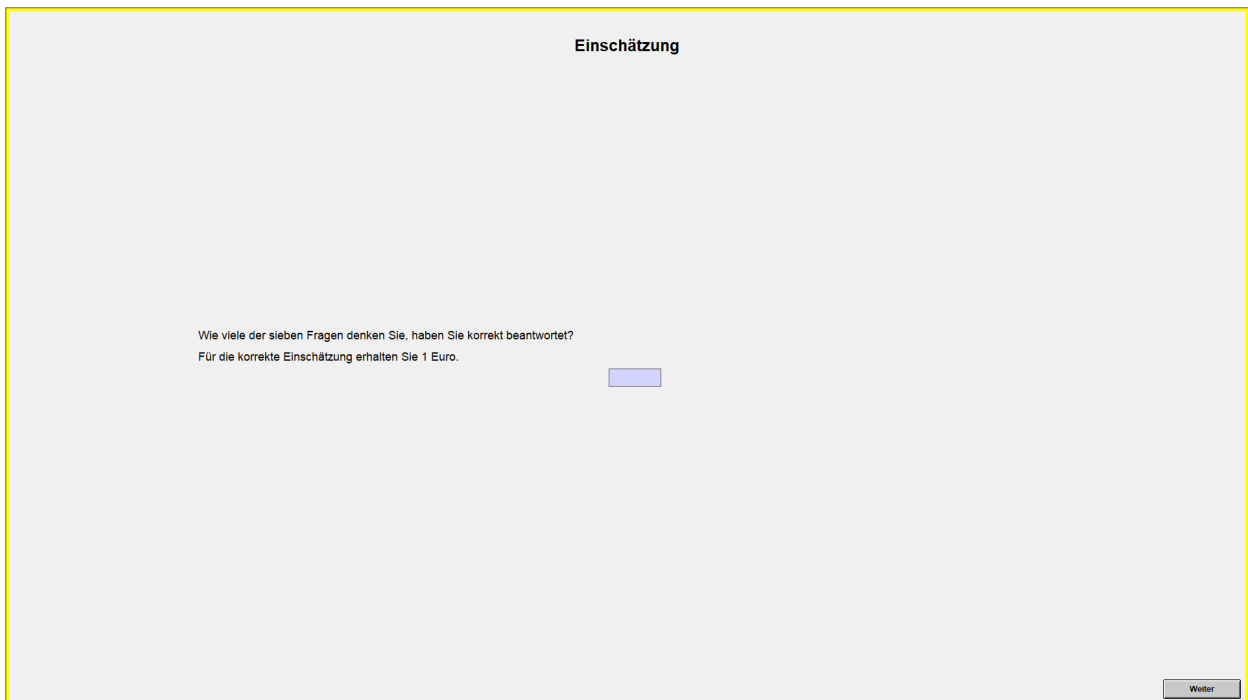 Einschätzung
Wie viele der sieben Fragen denken Sie, haben Sie korrekt beantwortet?
Für die korrekte Einschätzung erhalten Sie 1 Euro.
Weiter